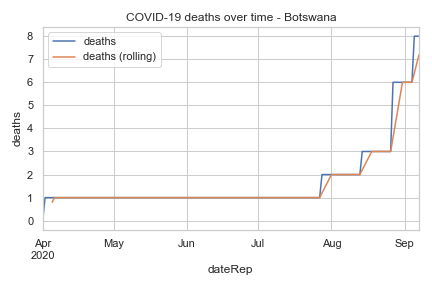 COVID-19 deaths over time - Botswana
deaths
deaths (rolling)
8
7
6
5
4
3
2
1
0
deaths
Apr May Jun Jul Aug Sep
2020
dateRep